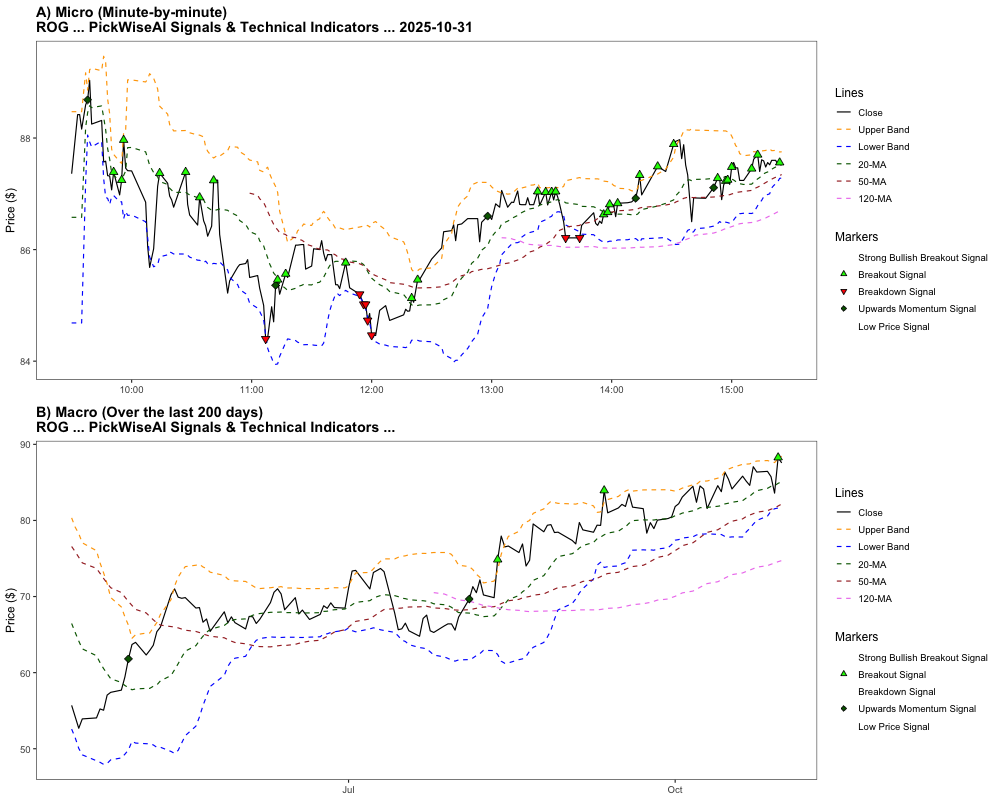 A) Micro (Minute-by-minute)
ROG ... PickWiseAI Signals & Technical Indicators ... 2025-10-31
Price ($)
88
86
84
10:00
11:00
12:00
13:00
14:00
15:00
Lines
Close
Upper Band
Lower Band
20-MA
50-MA
120-MA
Markers
Strong Bullish Breakout Signal
Breakout Signal
Breakdown Signal
Upwards Momentum Signal
Low Price Signal
B) Macro (Over the last 200 days)
ROG ... PickWiseAI Signals & Technical Indicators ...
Price ($)
90
80
70
60
50
Jul
Oct
Lines
Close
Upper Band
Lower Band
20-MA
50-MA
120-MA
Markers
Strong Bullish Breakout Signal
Breakout Signal
Breakdown Signal
Upwards Momentum Signal
Low Price Signal